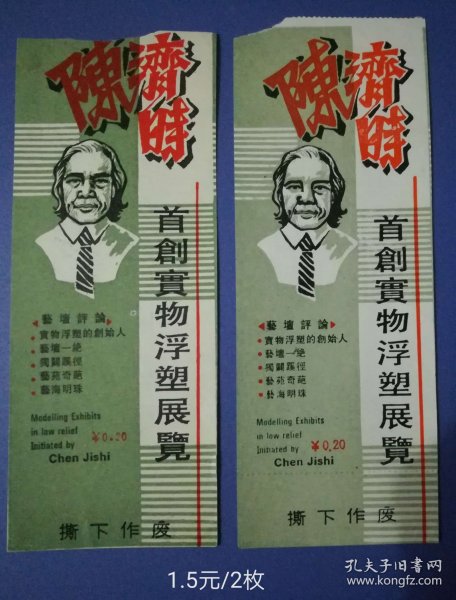 陳濟時
首創實物浮塑展覽
藝壇評論
實物浮塑的創始人
藝壇一絶
獨闢蹊徑
藝苑奇葩
藝海明珠
Modelling Exhibits
in low relief
Initiated by
¥0.20
Chen Jishi
撕下作廢
陳濟時
首創實物浮塑展覽
藝壇評論
實物浮塑的創始人
藝壇一绝
獨闢蹊徑
藝苑奇葩
藝海明珠
Modelling Exhibits
in low relief
Initiated by
¥0.20
Chen Jishi
撕下作廢
1.5元/2枚
孔夫子旧书网
www.kongfz.com